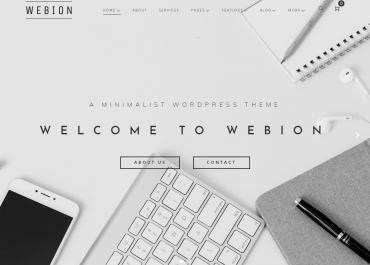 WEBION
HOME ABOUT SERVICES PAGES FEATURES BLOG MORE
0
A MINIMALIST WORDPRESS THEME
WELCOME TO WEBION
ABOUT US CONTACT